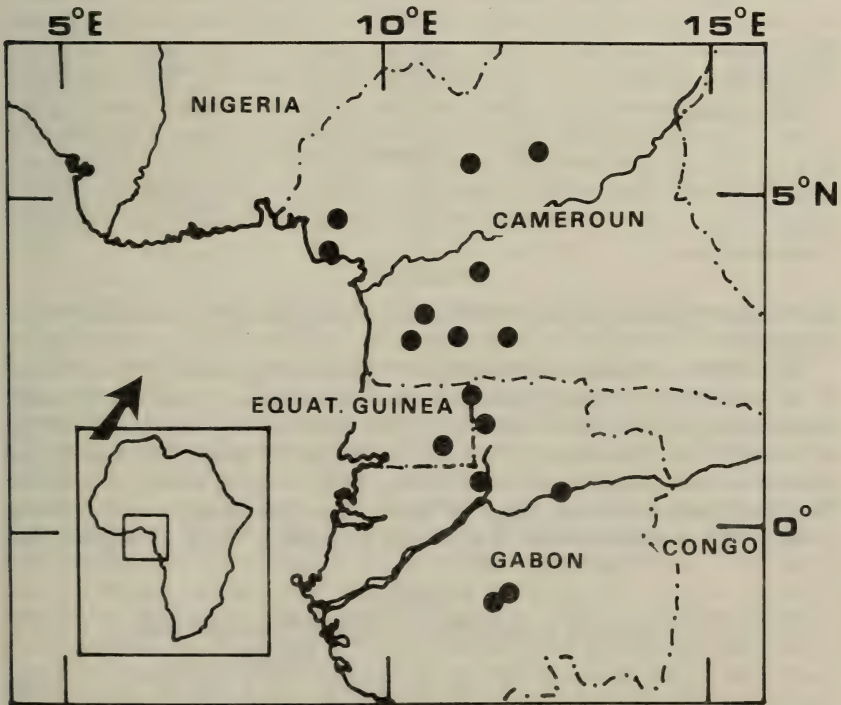 5°E 10°E 15°E
NIGERIA
5°N
CAMEROUN
EQUAT. GUINEA
0°
GABON CONGO